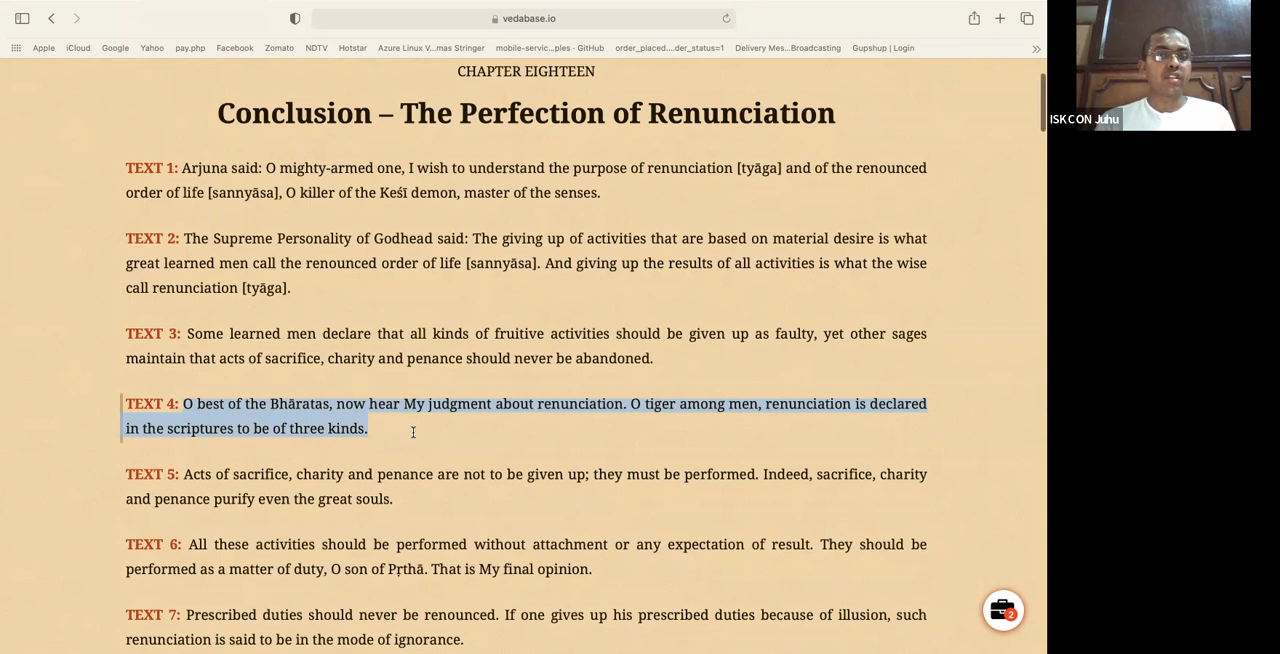 vedabase.io
Apple iCloud Google Yahoo pay.php Facebook Zomato NDTV Hotstar Azure Linux V...mas Stringer mobile-servic...ples · GitHub order_placed....der_status=1 Delivery Mes...Broadcasting Gupshup | Login
CHAPTER EIGHTEEN
Conclusion – The Perfection of Renunciation
TEXT 1: Arjuna said: O mighty-armed one, I wish to understand the purpose of renunciation [tyāga] and of the renounced
order of life [sannyāsa], O killer of the Keśī demon, master of the senses.
TEXT 2: The Supreme Personality of Godhead said: The giving up of activities that are based on material desire is what
great learned men call the renounced order of life [sannyāsa]. And giving up the results of all activities is what the wise
call renunciation [tyāga].
TEXT 3: Some learned men declare that all kinds of fruitive activities should be given up as faulty, yet other sages
maintain that acts of sacrifice, charity and penance should never be abandoned.
TEXT 4: O best of the Bhāratas, now hear My judgment about renunciation. O tiger among men, renunciation is declared
in the scriptures to be of three kinds.
TEXT 5: Acts of sacrifice, charity and penance are not to be given up; they must be performed. Indeed, sacrifice, charity
and penance purify even the great souls.
TEXT 6: All these activities should be performed without attachment or any expectation of result. They should be
performed as a matter of duty, O son of Pṛthā. That is My final opinion.
TEXT 7: Prescribed duties should never be renounced. If one gives up his prescribed duties because of illusion, such
renunciation is said to be in the mode of ignorance.
2
ISKCON Juhu